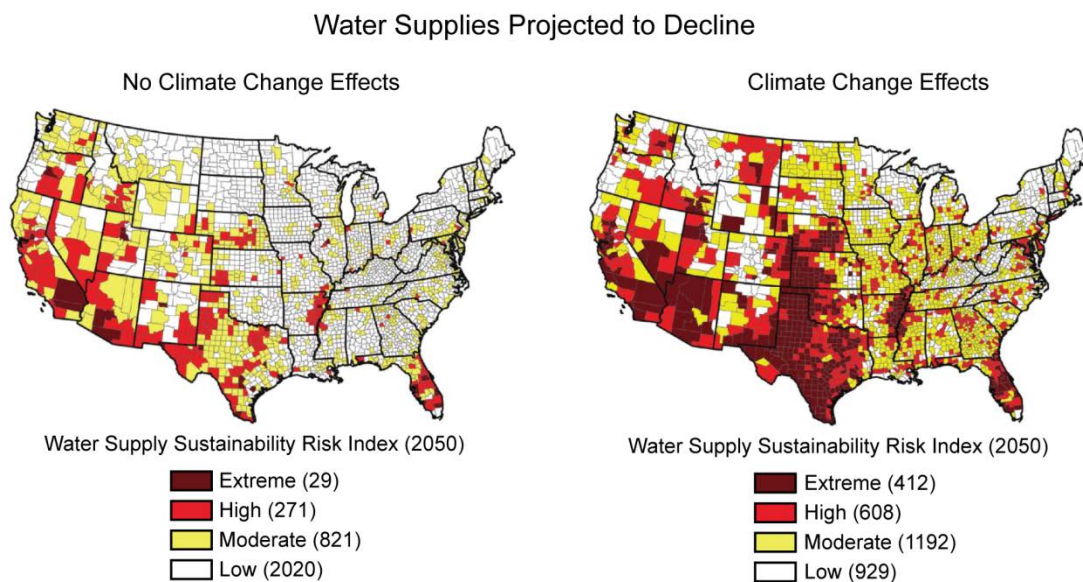 Water Supplies Projected to Decline
No Climate Change Effects
Climate Change Effects
Water Supply Sustainability Risk Index (2050)
Extreme (29)
High (271)
Moderate (821)
Low (2020)
Water Supply Sustainability Risk Index (2050)
Extreme (412)
High (608)
Moderate (1192)
Low (929)